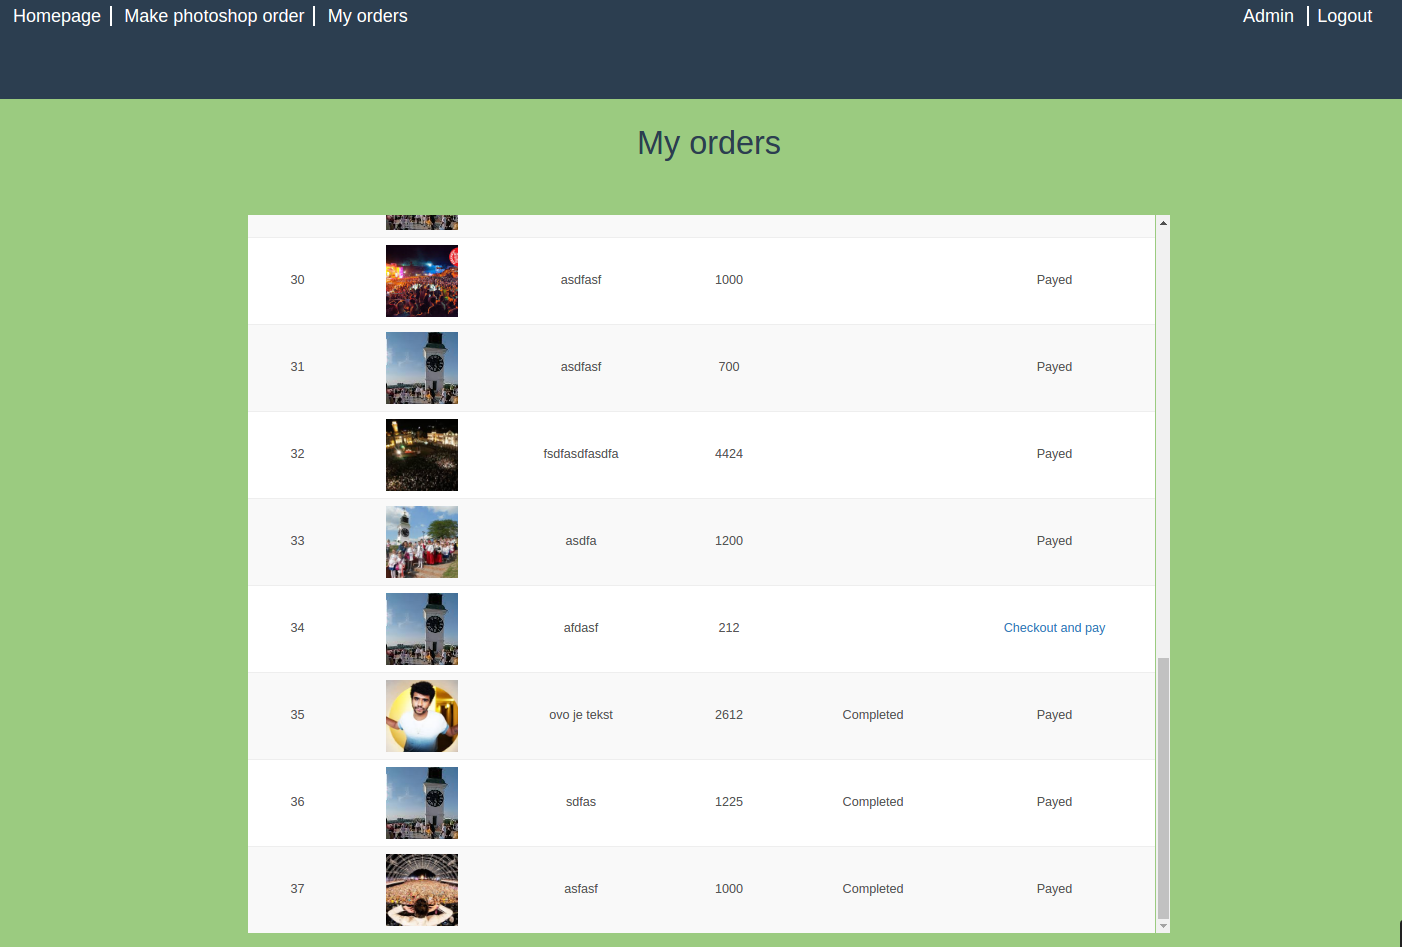 Homepage Make photoshop order My orders Admin Logout
My orders
30 asdfasf 1000 Payed
31 asdfasf 700 Payed
32 fsdfasdfasdfa 4424 Payed
33 asdfa 1200 Payed
34 afdasf 212 Checkout and pay
35 ovo je tekst 2612 Completed Payed
36 sdfas 1225 Completed Payed
37 asfasf 1000 Completed Payed